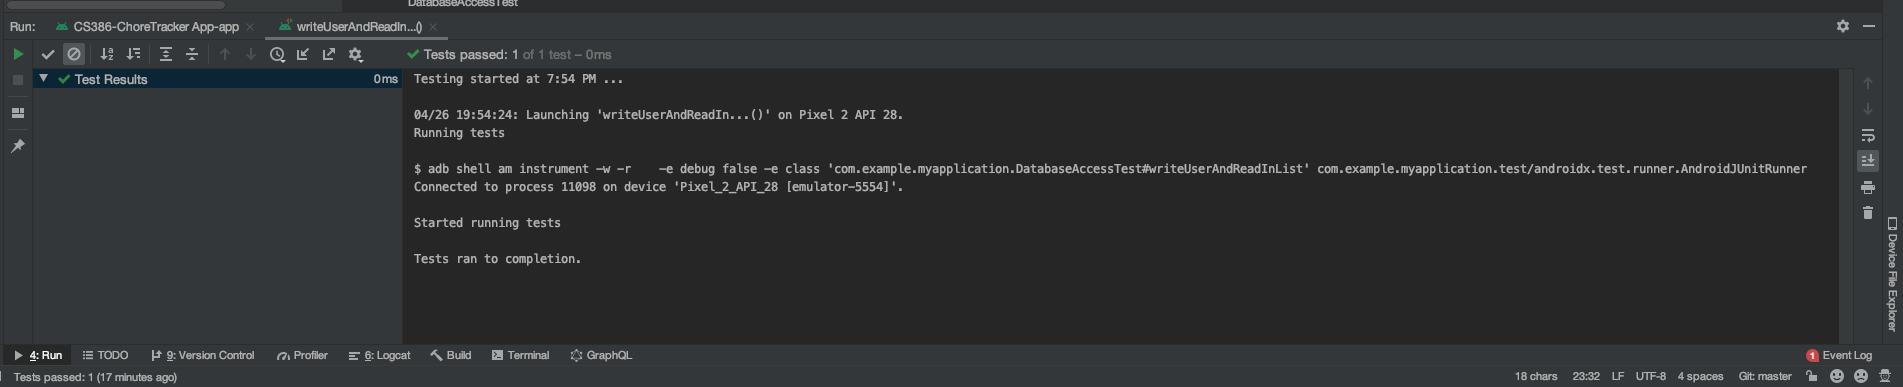 DatabaseAccessTest
Run: CS386-ChoreTracker App-app writeUserAndReadIn...()
Tests passed: 1 of 1 test – 0ms
Test Results 0ms
Testing started at 7:54 PM ...
04/26 19:54:24: Launching 'writeUserAndReadIn...()' on Pixel 2 API 28.
Running tests
$ adb shell am instrument -w -r    -e debug false -e class 'com.example.myapplication.DatabaseAccessTest#writeUserAndReadInList' com.example.myapplication.test/androidx.test.runner.AndroidJUnitRunner
Connected to process 11098 on device 'Pixel_2_API_28 [emulator-5554]'.
Started running tests
Tests ran to completion.
Device File Explorer
4: Run TODO 9: Version Control Profiler 6: Logcat Build Terminal GraphQL 1 Event Log
Tests passed: 1 (17 minutes ago) 18 chars 23:32 LF UTF-8 4 spaces Git: master